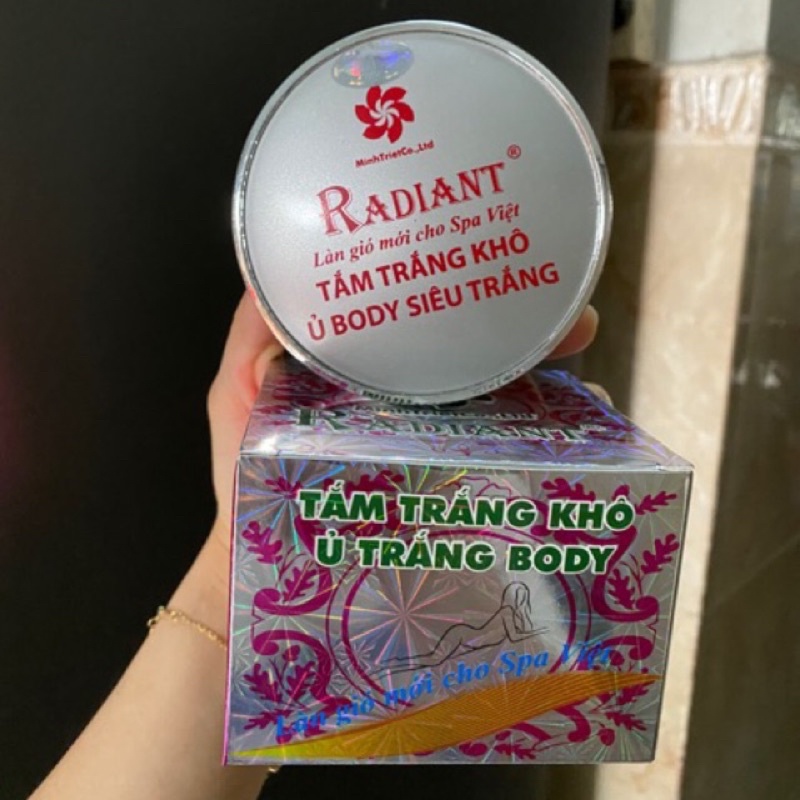 MinhTrietCo.,Ltd
RADIANT®
Làn gió mới cho Spa Việt
TẮM TRẮNG KHÔ
Ủ BODY SIÊU TRẮNG
RADIANT®
TẮM TRẮNG KHÔ
Ủ TRẮNG BODY
Làn gió mới cho Spa Việt